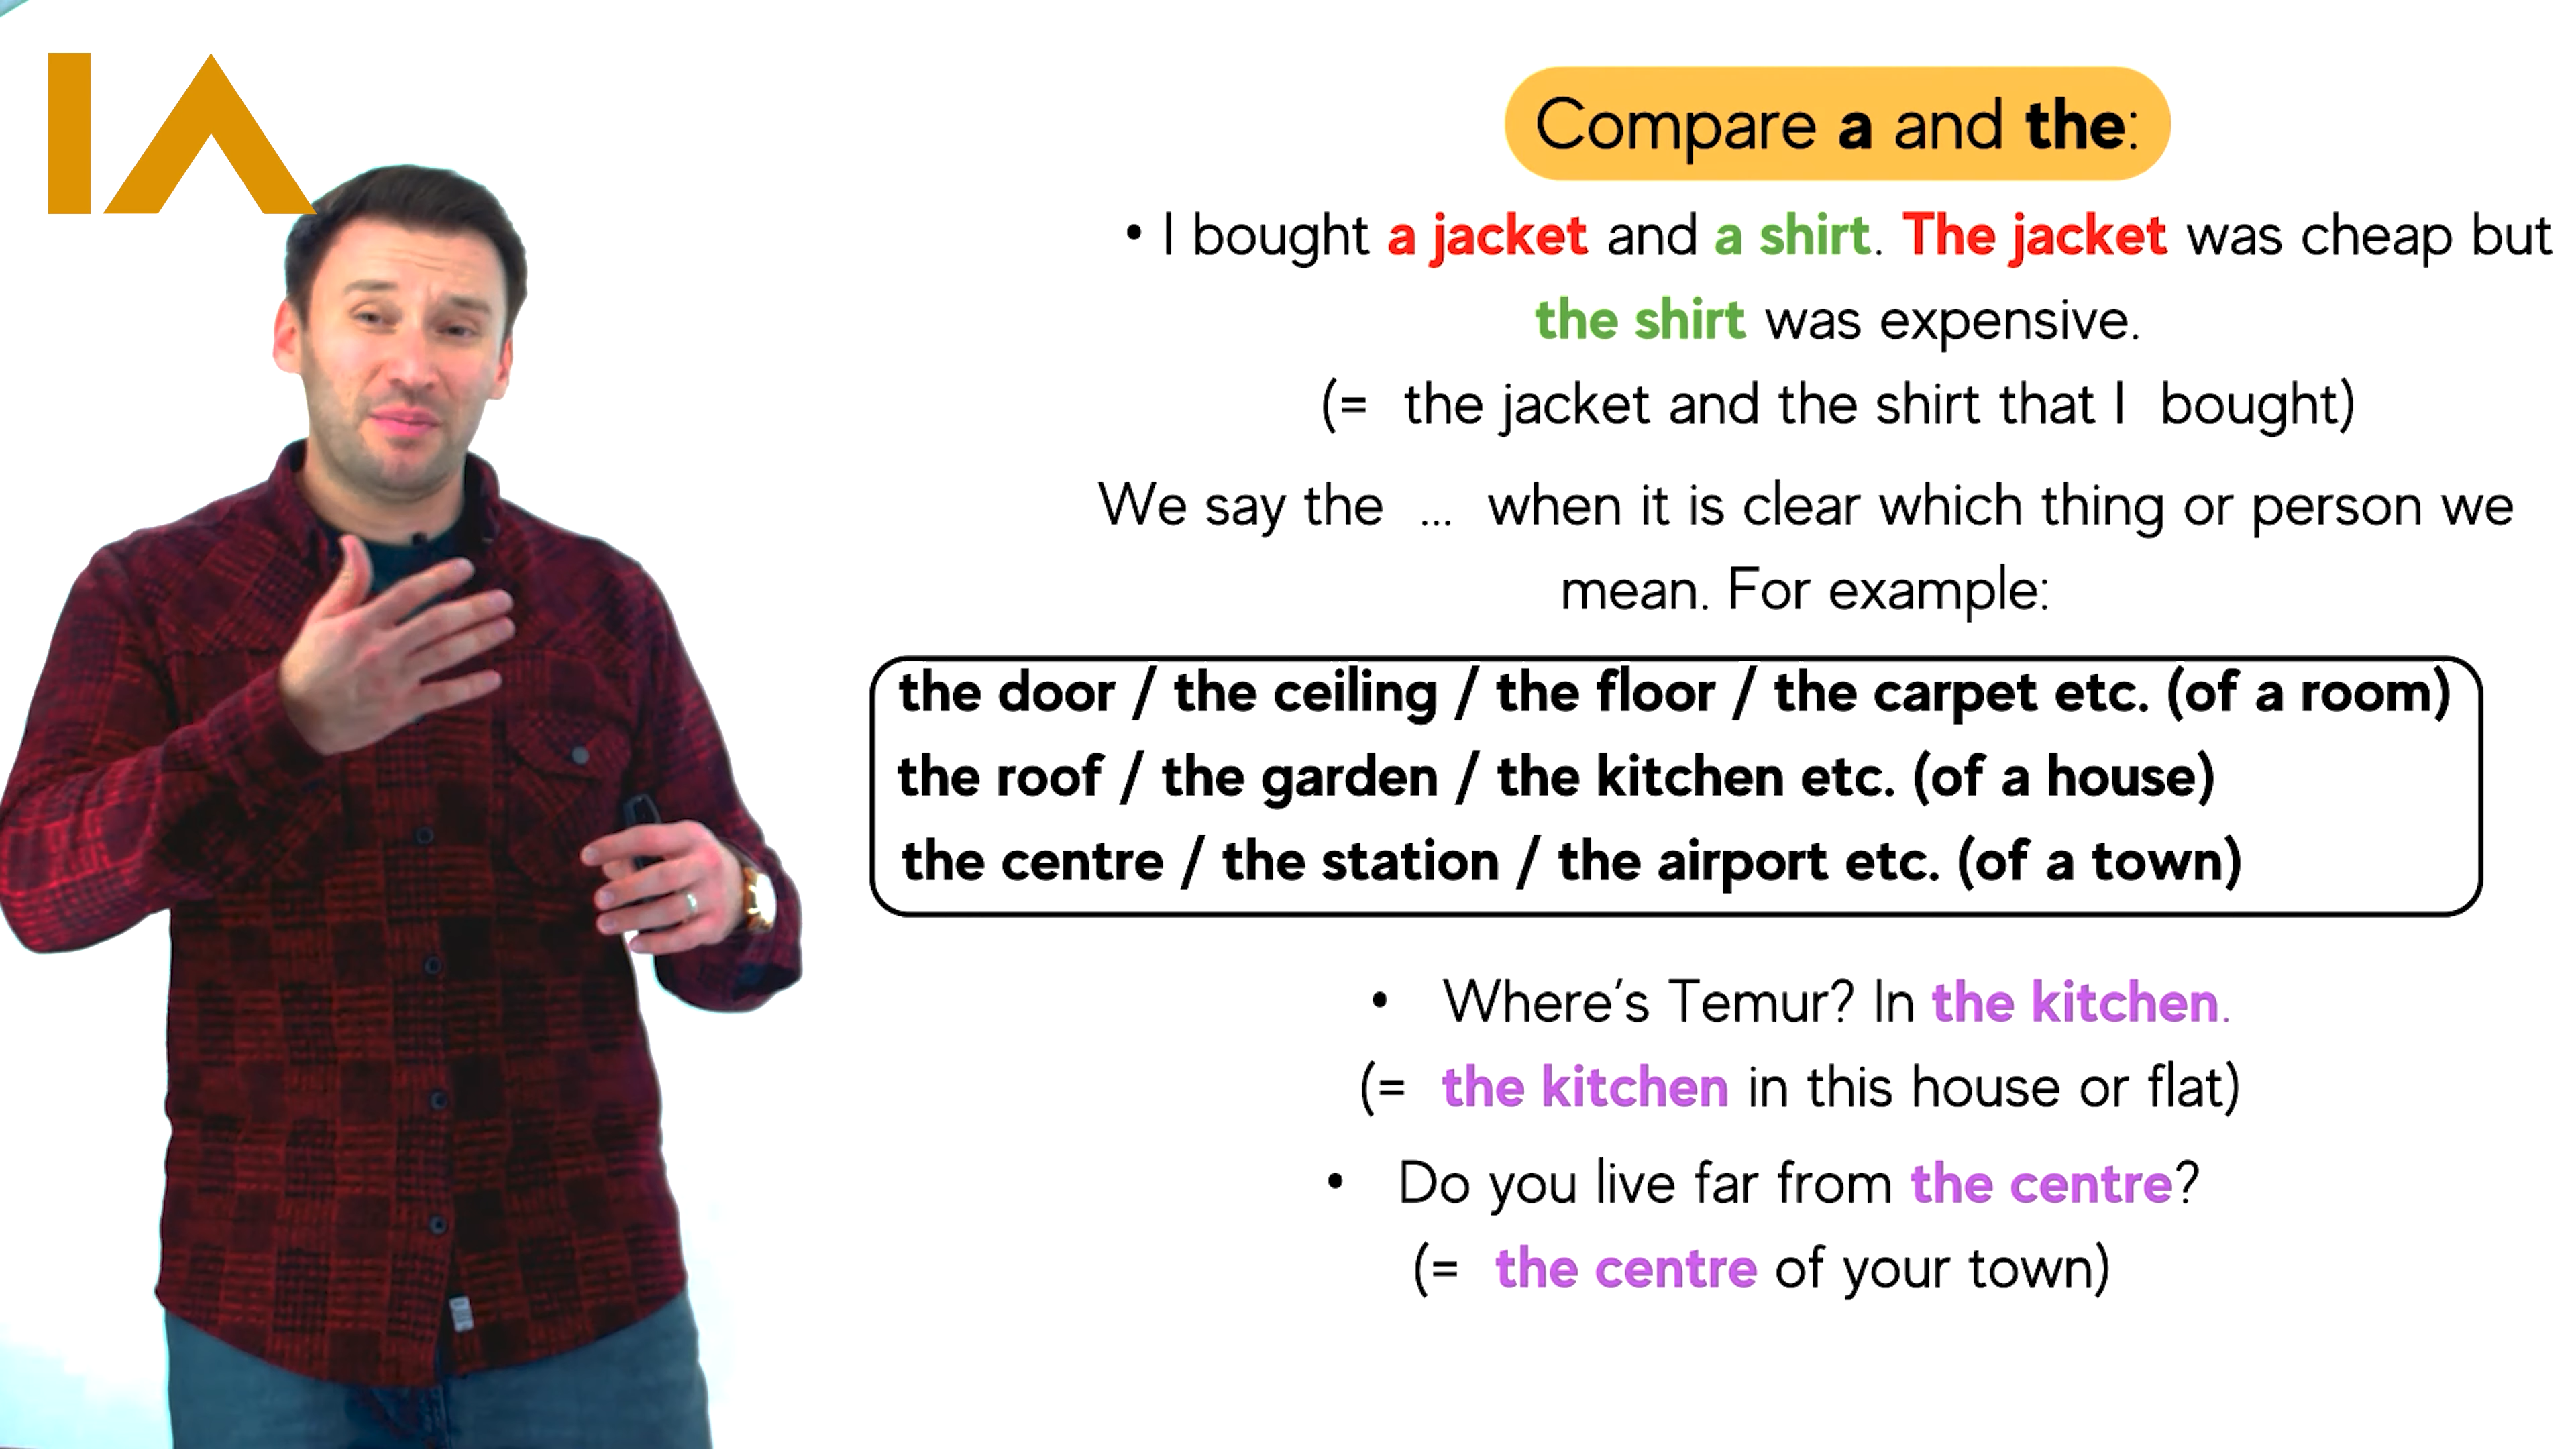 IA
Compare a and the:
• I bought a jacket and a shirt. The jacket was cheap but
the shirt was expensive.
(= the jacket and the shirt that I bought)
We say the ... when it is clear which thing or person we
mean. For example:
the door / the ceiling / the floor / the carpet etc. (of a room)
the roof / the garden / the kitchen etc. (of a house)
the centre / the station / the airport etc. (of a town)
• Where’s Temur? In the kitchen.
(= the kitchen in this house or flat)
• Do you live far from the centre?
(= the centre of your town)